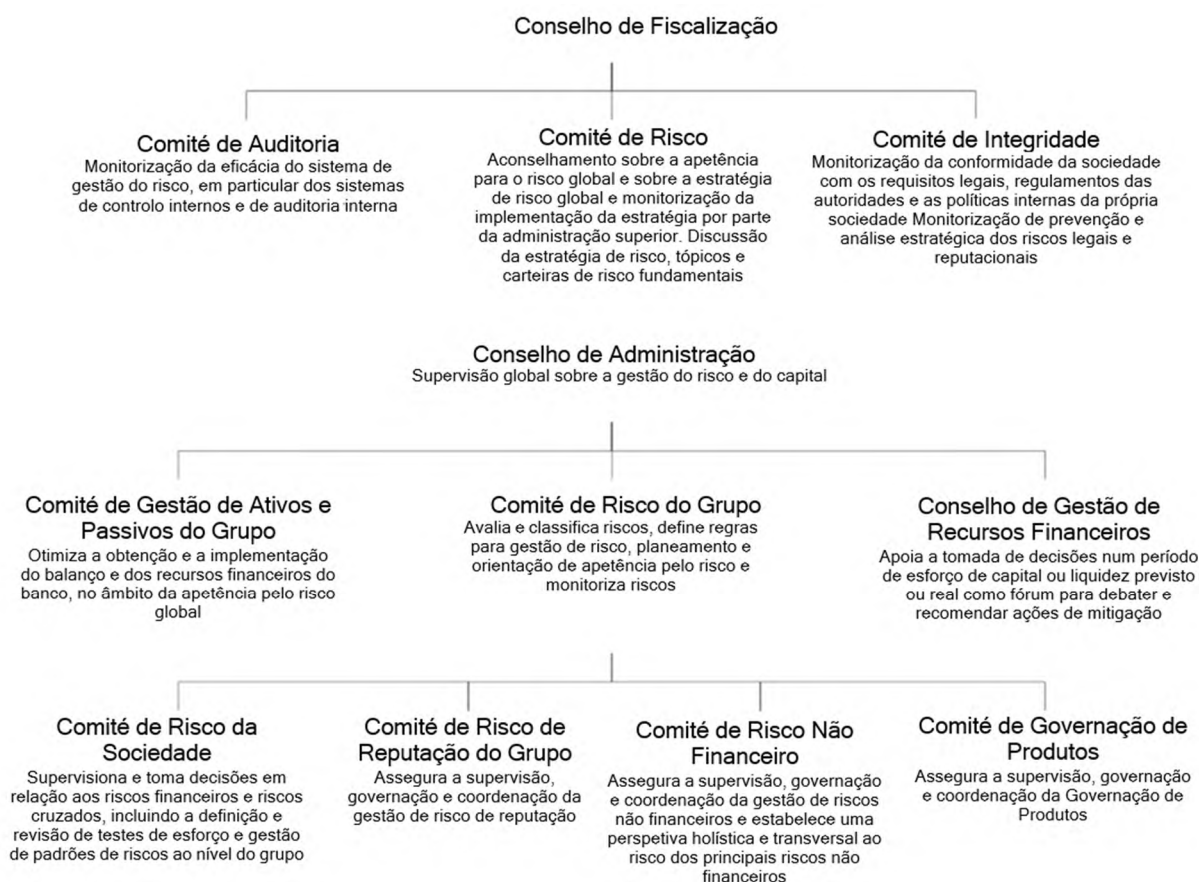 Conselho de Fiscalização
Comité de Auditoria
Monitorização da eficácia do sistema de
gestão do risco, em particular dos sistemas
de controlo internos e de auditoria interna
Comité de Risco
Aconselhamento sobre a apetência
para o risco global e sobre a estratégia
de risco global e monitorização da
implementação da estratégia por parte
da administração superior. Discussão
da estratégia de risco, tópicos e
carteiras de risco fundamentais
Comité de Integridade
Monitorização da conformidade da sociedade
com os requisitos legais, regulamentos das
autoridades e as políticas internas da própria
sociedade Monitorização de prevenção e
análise estratégica dos riscos legais e
reputacionais
Conselho de Administração
Supervisão global sobre a gestão do risco e do capital
Comité de Gestão de Ativos e
Passivos do Grupo
Otimiza a obtenção e a implementação
do balanço e dos recursos financeiros do
banco, no âmbito da apetência pelo risco
global
Comité de Risco do Grupo
Avalia e classifica riscos, define regras
para gestão de risco, planeamento e
orientação de apetência pelo risco e
monitoriza riscos
Conselho de Gestão de
Recursos Financeiros
Apoia a tomada de decisões num período
de esforço de capital ou liquidez previsto
ou real como fórum para debater e
recomendar ações de mitigação
Comité de Risco da
Sociedade
Supervisiona e toma decisões em
relação aos riscos financeiros e riscos
cruzados, incluindo a definição e
revisão de testes de esforço e gestão
de padrões de riscos ao nível do grupo
Comité de Risco de
Reputação do Grupo
Assegura a supervisão,
governação e coordenação da
gestão de risco de reputação
Comité de Risco Não
Financeiro
Assegura a supervisão, governação
e coordenação da gestão de riscos
não financeiros e estabelece uma
perspetiva holística e transversal ao
risco dos principais riscos não
financeiros
Comité de Governação de
Produtos
Assegura a supervisão, governação
e coordenação da Governação de
Produtos